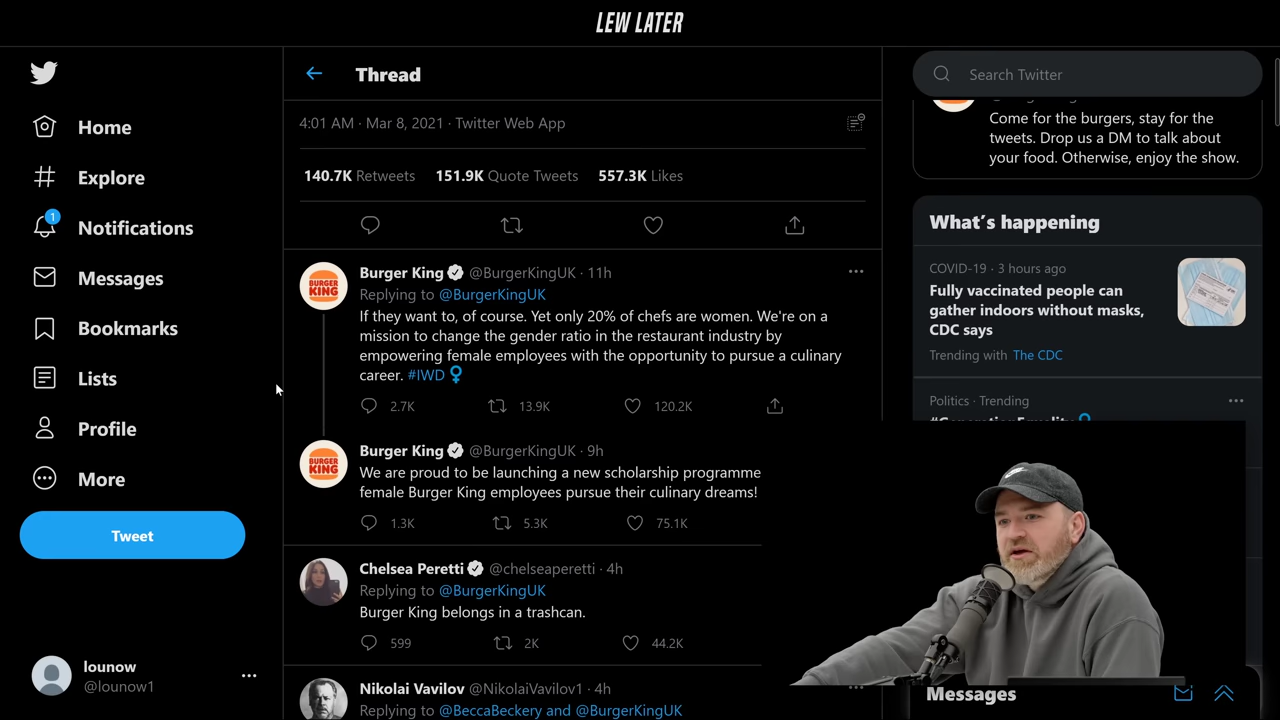 LEW LATER
Home
Explore
1
Notifications
Messages
Bookmarks
Lists
Profile
More
Tweet
lounow
@lounow1
Thread
4:01 AM · Mar 8, 2021 · Twitter Web App
140.7K Retweets 151.9K Quote Tweets 557.3K Likes
BURGER KING
Burger King @BurgerKingUK · 11h
Replying to @BurgerKingUK
If they want to, of course. Yet only 20% of chefs are women. We're on a
mission to change the gender ratio in the restaurant industry by
empowering female employees with the opportunity to pursue a culinary
career. #IWD
2.7K 13.9K 120.2K
BURGER KING
Burger King @BurgerKingUK · 9h
We are proud to be launching a new scholarship programme
female Burger King employees pursue their culinary dreams!
1.3K 5.3K 75.1K
Chelsea Peretti @chelseaperetti · 4h
Replying to @BurgerKingUK
Burger King belongs in a trashcan.
599 2K 44.2K
Nikolai Vavilov @NikolaiVavilov1 · 4h
Replying to @BeccaBeckery and @BurgerKingUK
Search Twitter
Come for the burgers, stay for the
tweets. Drop us a DM to talk about
your food. Otherwise, enjoy the show.
What's happening
COVID-19 · 3 hours ago
Fully vaccinated people can
gather indoors without masks,
CDC says
Trending with The CDC
Politics · Trending
#GenerationEquality
Messages